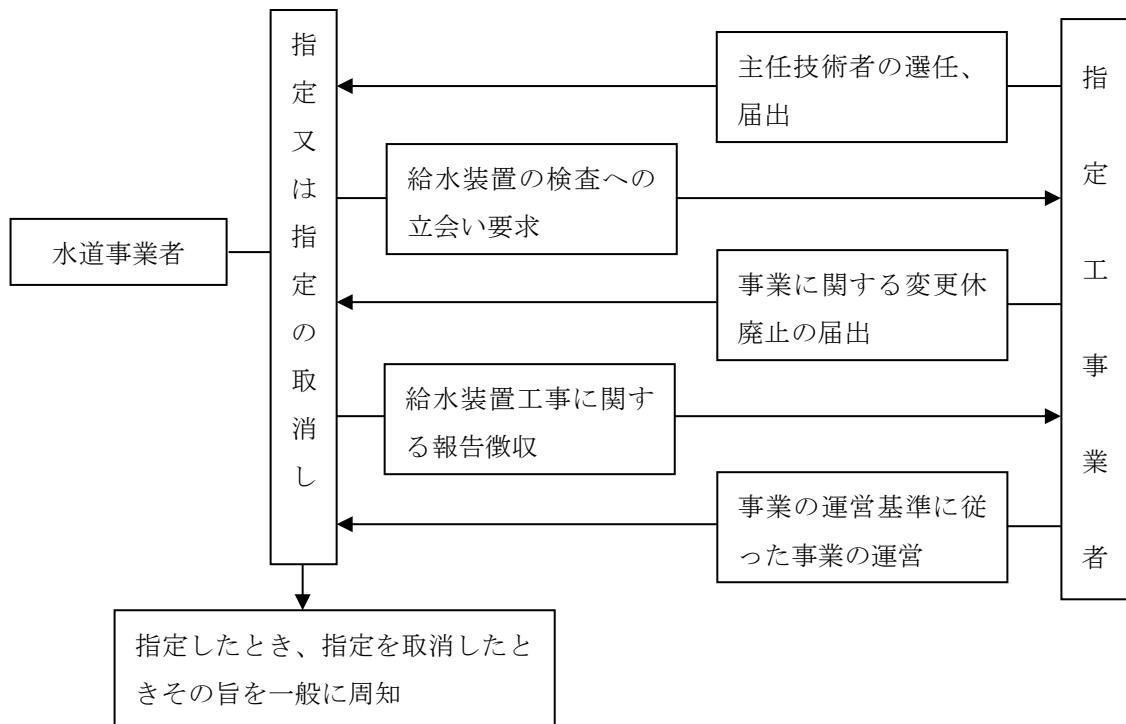 水道事業者
指定又は指定の取消し
主任技術者の選任、
届出
給水装置の検査への
立会い要求
事業に関する変更休
廃止の届出
給水装置工事に関す
る報告徴収
事業の運営基準に従
った事業の運営
指定工事業者
指定したとき、指定を取消したと
きその旨を一般に周知